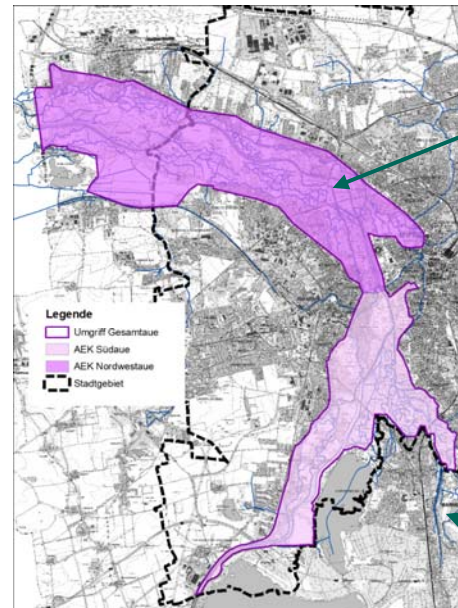 Legende
Umgriff Gesamtaue
AEK Südaue
AEK Nordwestaue
Stadtgebiet